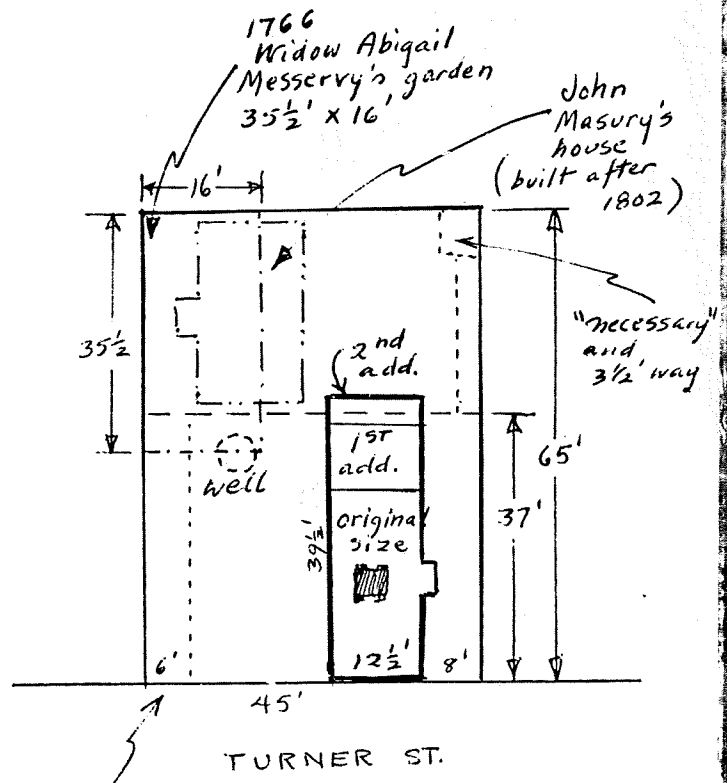 1766
Widow Abigail
Messervy's garden
35½' x 16'
John
Masury's
house
(built after
1802)
16'
35½
"necessary"
and
3½' way
2nd
add.
1ST
add.
65'
well
37'
original
size
39½'
6'
12½'
8'
45'
TURNER ST.